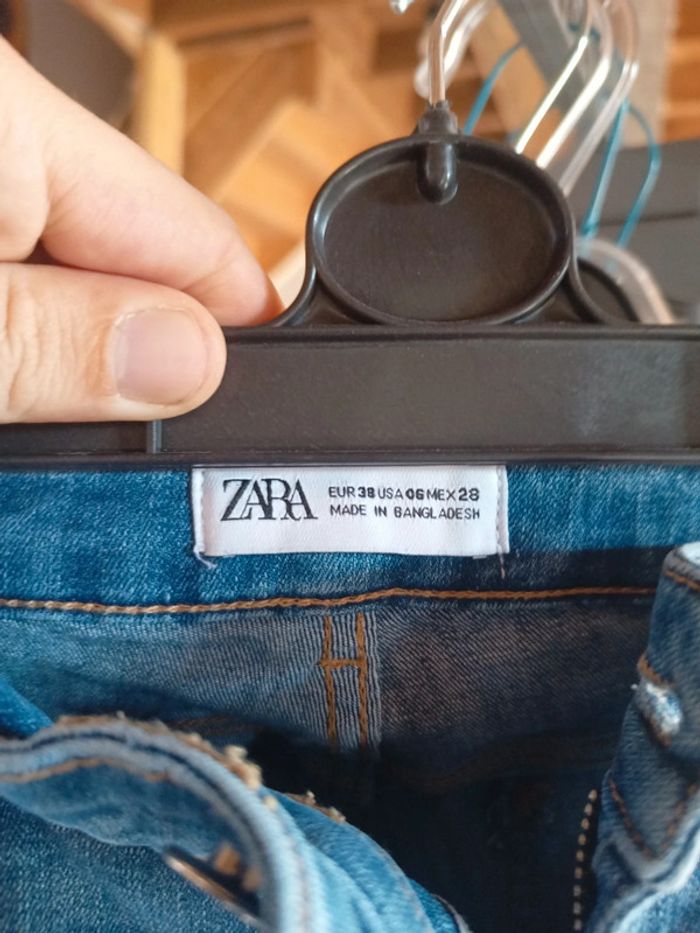 ZARA
EUR 38 USA 06 MEX 28
MADE IN BANGLADESH